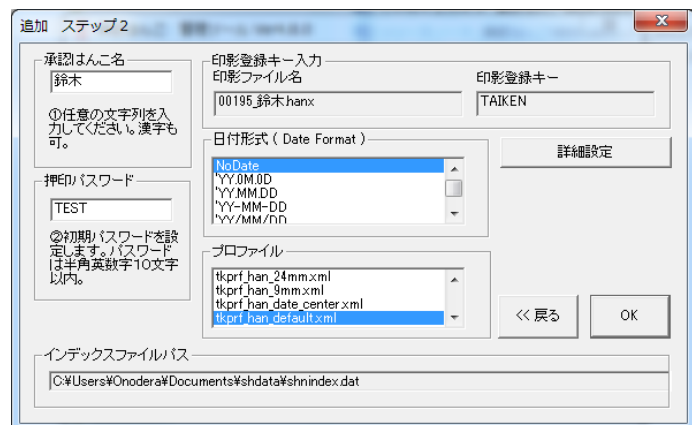 追加 ステップ2
承認はんこ名
鈴木
①任意の文字列を入
力してください。漢字も
可。
押印パスワード
TEST
②初期パスワードを設
定します。パスワード
は半角英数字10文字
以内。
印影登録キー入力
印影ファイル名
00195_鈴木.hanx
印影登録キー
TAIKEN
日付形式 ( Date Format )
NoDate
'YY.0M.0D
'YY.MM.DD
'YY-MM-DD
'YY/MM/DD
詳細設定
プロファイル
tkprf_han_24mm.xml
tkprf_han_9mm.xml
tkprf_han_date_center.xml
tkprf_han_default.xml
<< 戻る
OK
インデックスファイルパス
C:¥Users¥Onodera¥Documents¥shdata¥shnindex.dat